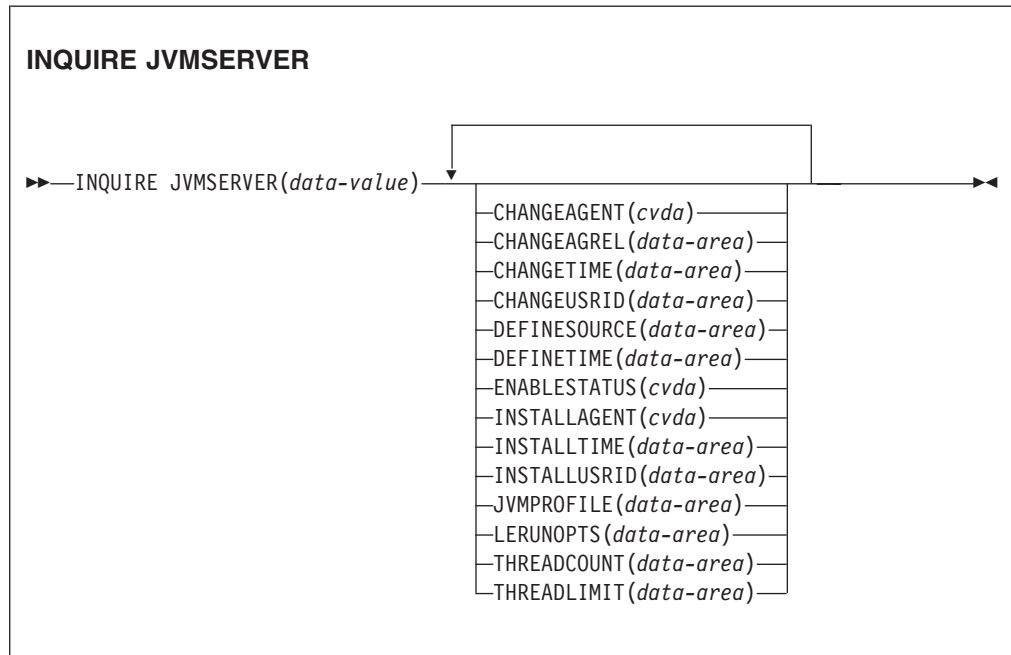 INQUIRE JVMSERVER
INQUIRE JVMSERVER(data-value)
CHANGEAGENT(cvda)
CHANGEAGREL(data-area)
CHANGETIME(data-area)
CHANGEUSRID(data-area)
DEFINESOURCE(data-area)
DEFINETIME(data-area)
ENABLESTATUS(cvda)
INSTALLAGENT(cvda)
INSTALLTIME(data-area)
INSTALLUSRID(data-area)
JVMPROFILE(data-area)
LERUNOPTS(data-area)
THREADCOUNT(data-area)
THREADLIMIT(data-area)